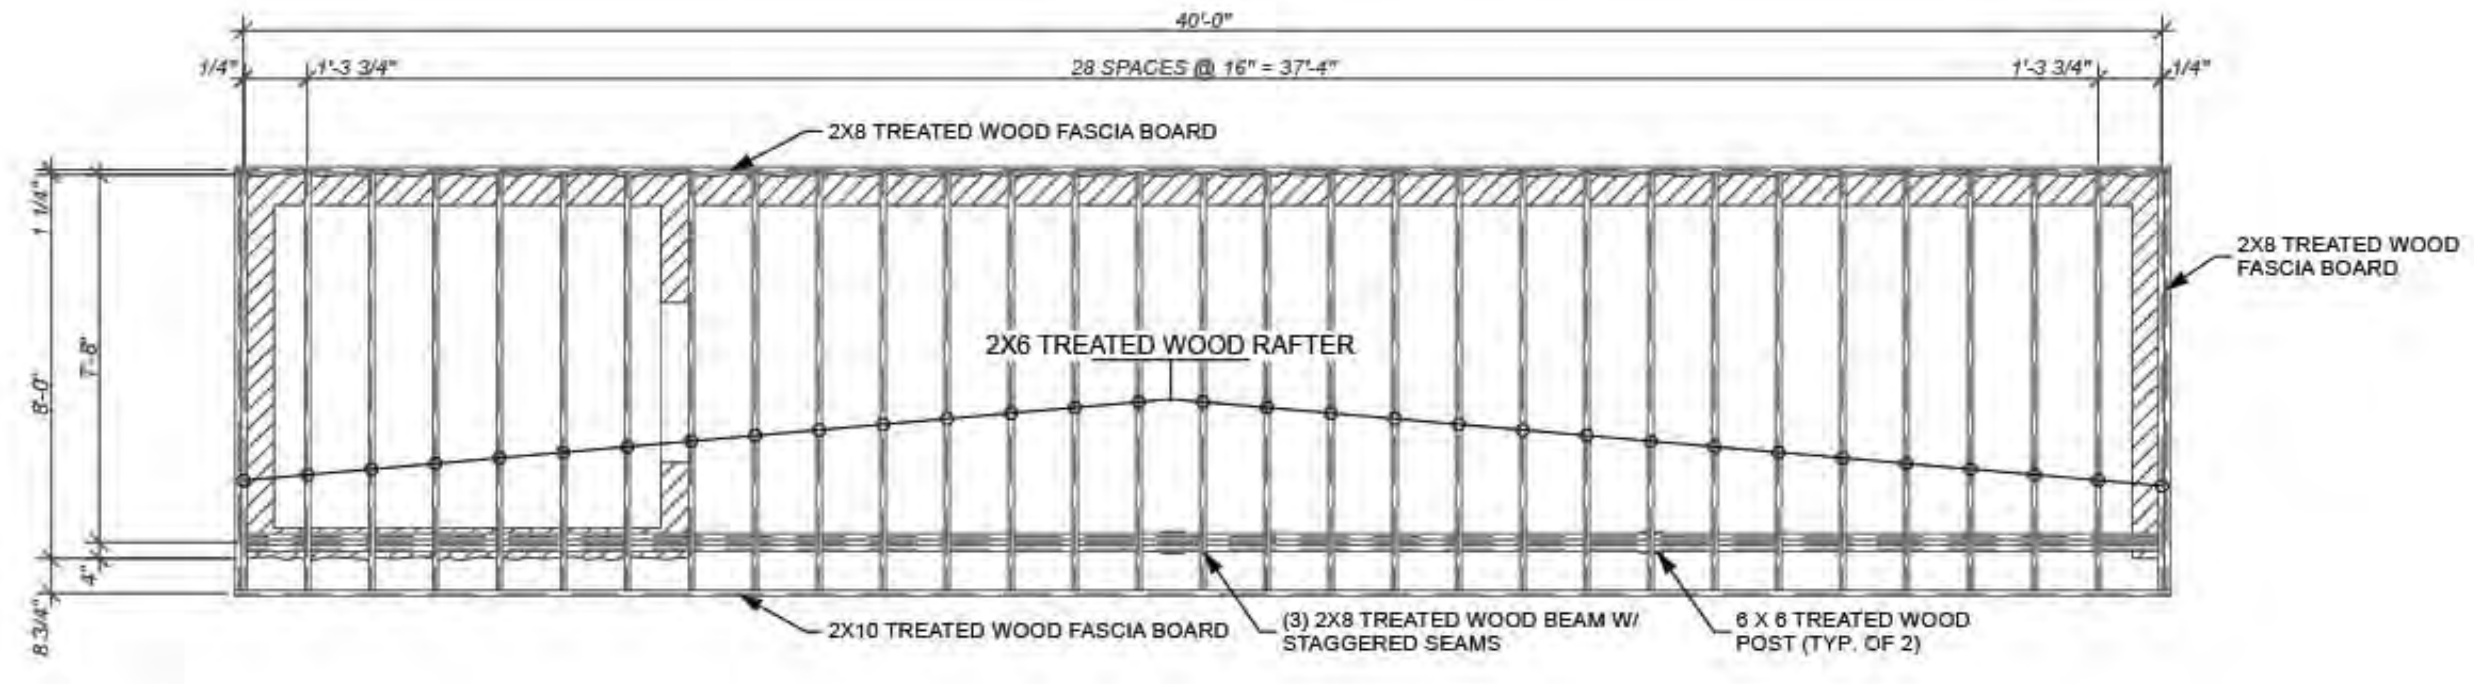 40'-0"
1/4"
1'-3 3/4"
28 SPACES @ 16" = 37'-4"
1'-3 3/4"
1/4"
2X8 TREATED WOOD FASCIA BOARD
1 1/4"
2X8 TREATED WOOD
FASCIA BOARD
7'-8"
2X6 TREATED WOOD RAFTER
8'-0"
4"
8 3/4"
2X10 TREATED WOOD FASCIA BOARD
(3) 2X8 TREATED WOOD BEAM W/
STAGGERED SEAMS
6 X 6 TREATED WOOD
POST (TYP. OF 2)